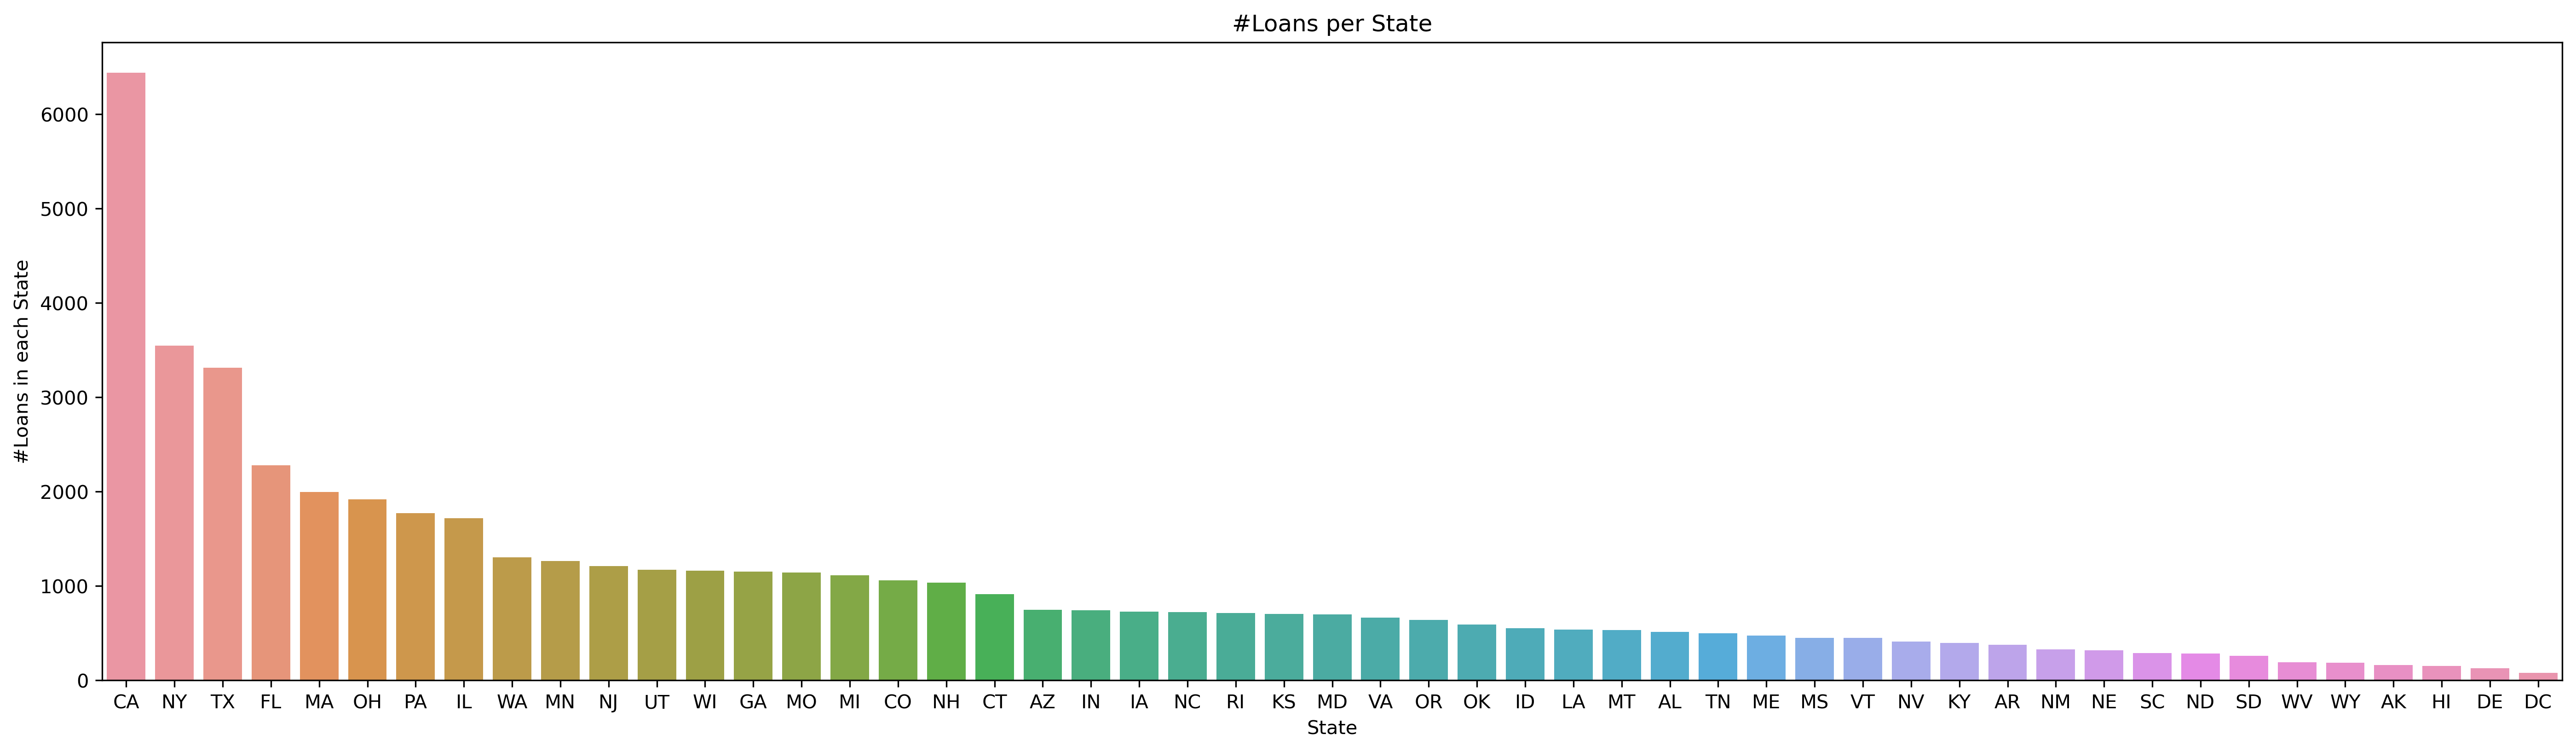 #Loans per State
#Loans in each State
6000
5000
4000
3000
2000
1000
0
CA NY TX FL MA OH PA IL WA MN NJ UT WI GA MO MI CO NH CT AZ IN IA NC RI KS MD VA OR OK ID LA MT AL TN ME MS VT NV KY AR NM NE SC ND SD WV WY AK HI DE DC
State